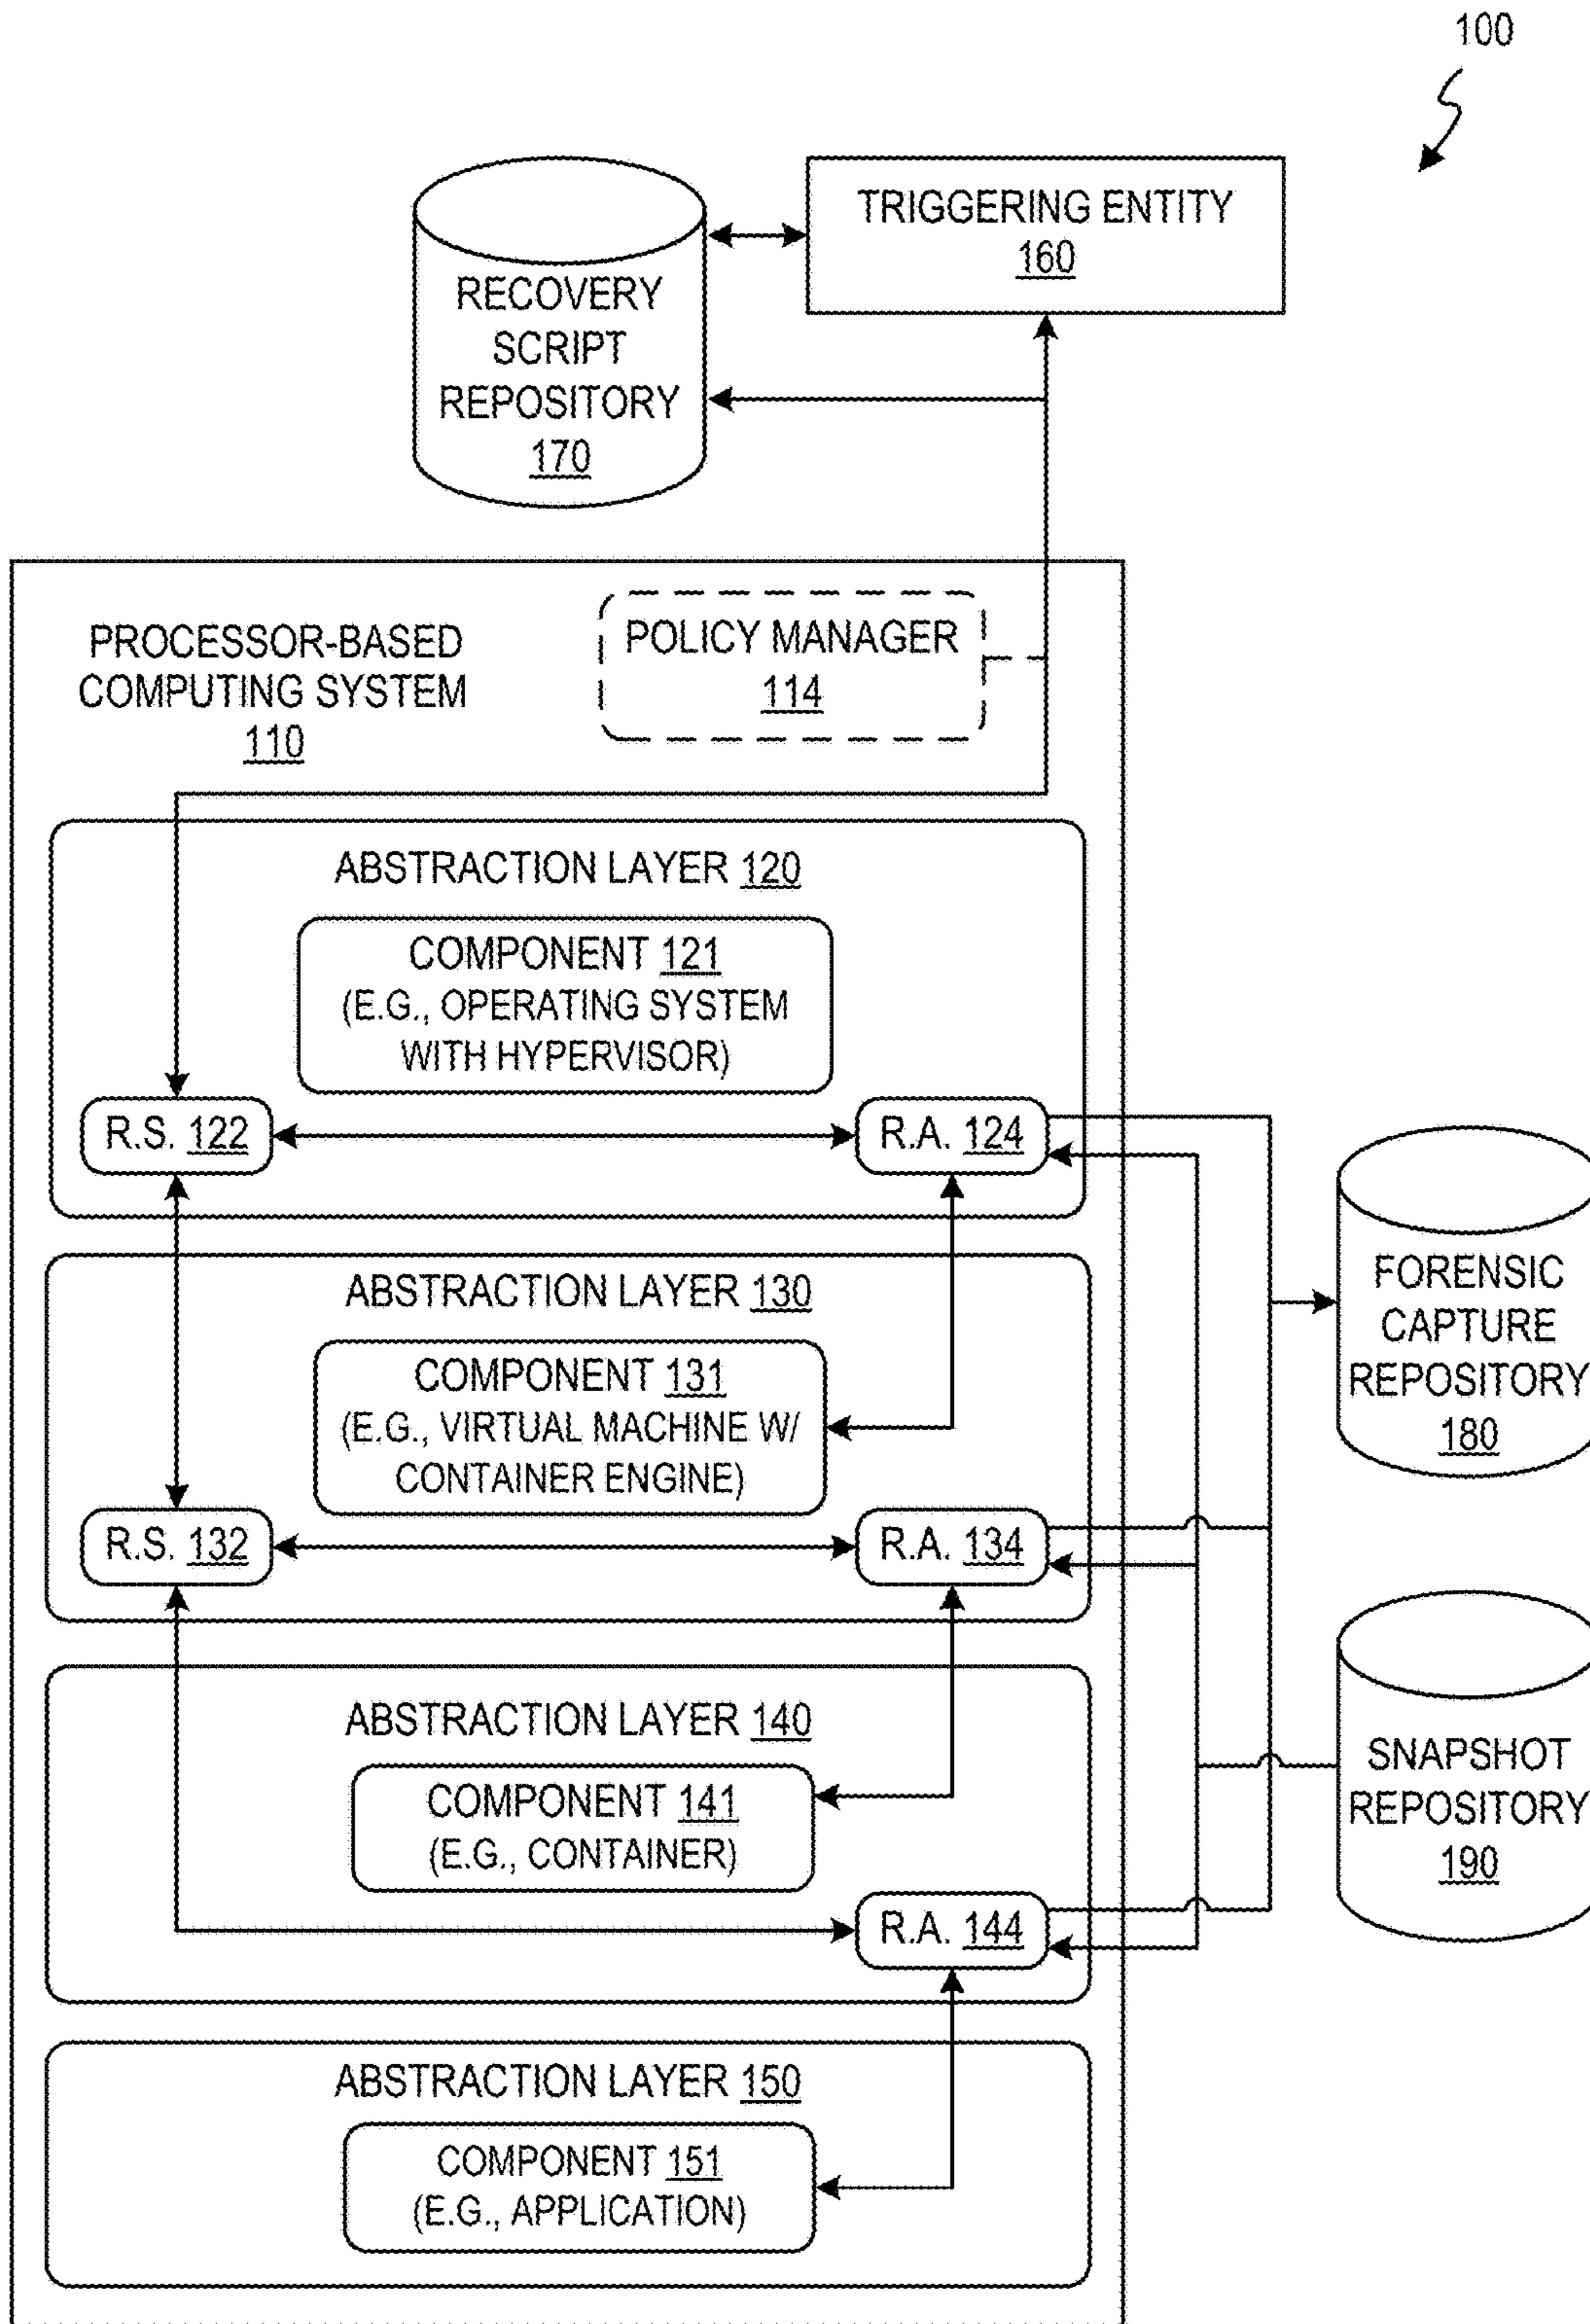 100
TRIGGERING ENTITY
160
RECOVERY
SCRIPT
REPOSITORY
170
PROCESSOR-BASED
COMPUTING SYSTEM
110
POLICY MANAGER
114
ABSTRACTION LAYER 120
COMPONENT 121
(E.G., OPERATING SYSTEM
WITH HYPERVISOR)
R.S. 122
R.A. 124
ABSTRACTION LAYER 130
COMPONENT 131
(E.G., VIRTUAL MACHINE W/
CONTAINER ENGINE)
R.S. 132
R.A. 134
FORENSIC
CAPTURE
REPOSITORY
180
ABSTRACTION LAYER 140
COMPONENT 141
(E.G., CONTAINER)
R.A. 144
SNAPSHOT
REPOSITORY
190
ABSTRACTION LAYER 150
COMPONENT 151
(E.G., APPLICATION)